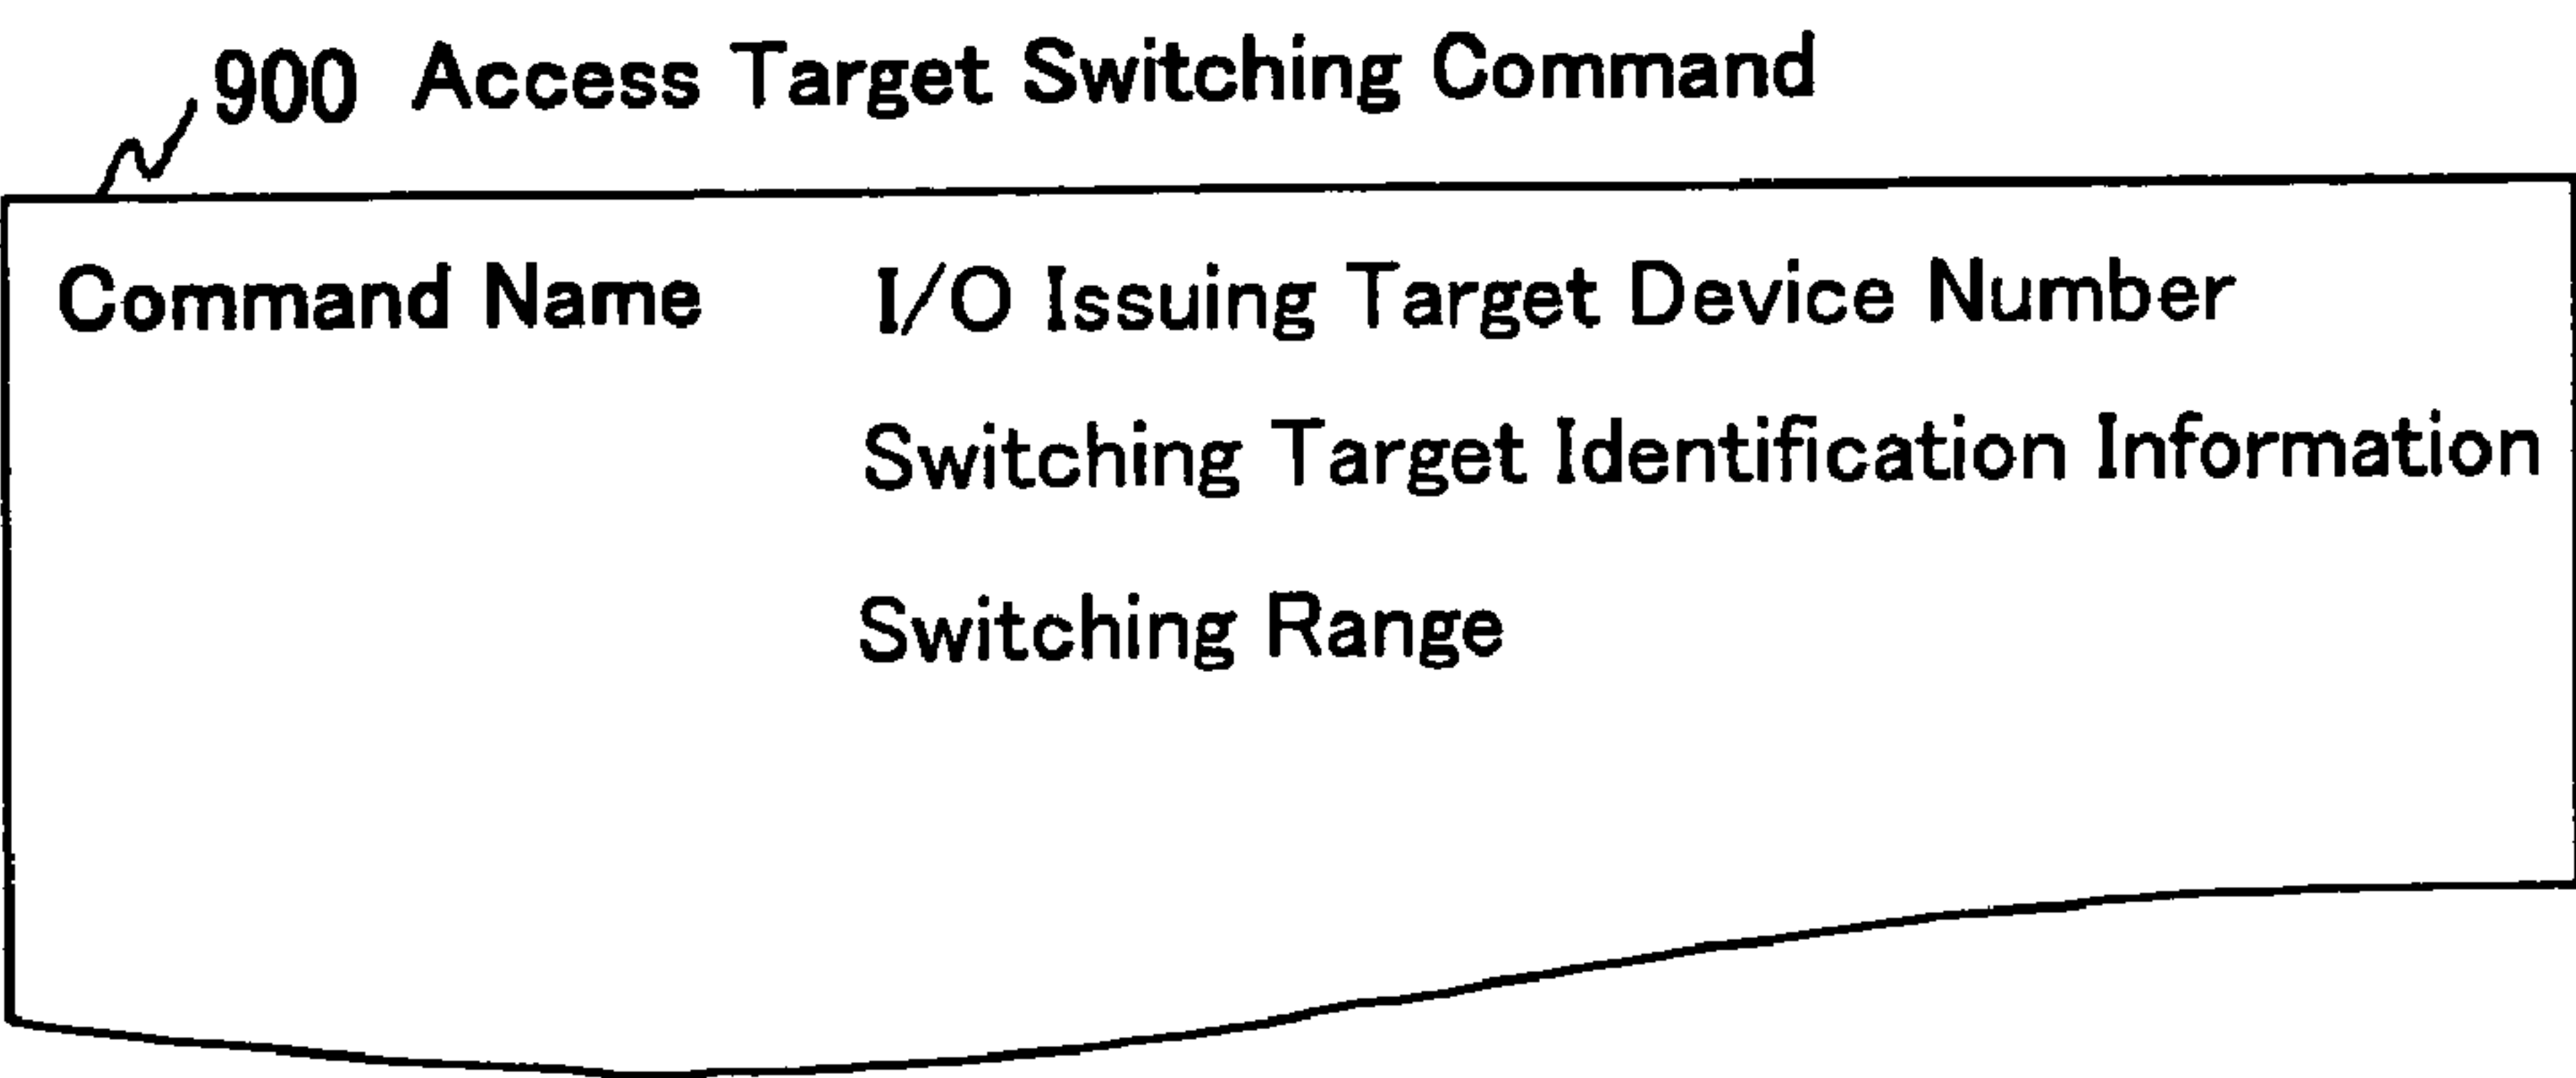 900 Access Target Switching Command
Command Name I/O Issuing Target Device Number
Switching Target Identification Information
Switching Range